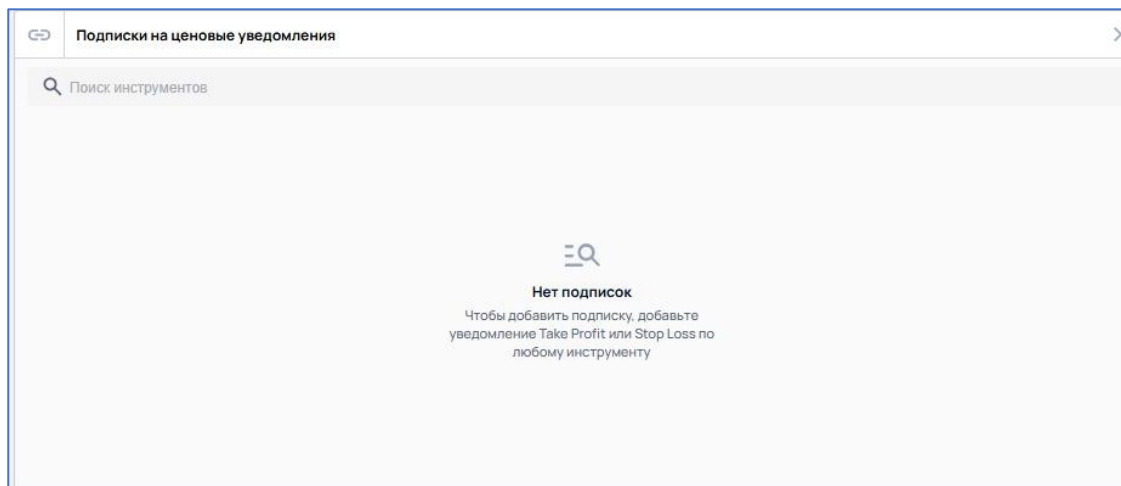 Подписки на ценовые уведомления
Поиск инструментов
Нет подписок
Чтобы добавить подписку, добавьте
уведомление Take Profit или Stop Loss по
любому инструменту